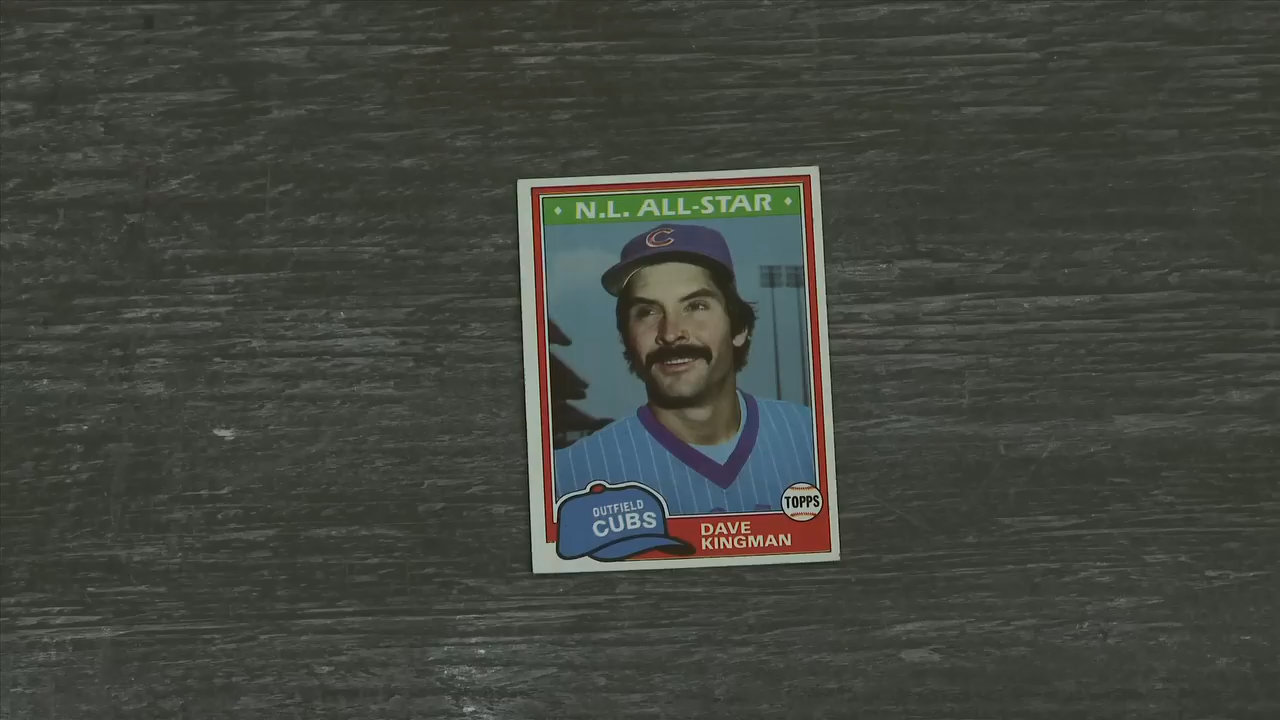 N.L. ALL-STAR
C
OUTFIELD
CUBS
TOPPS
DAVE
KINGMAN